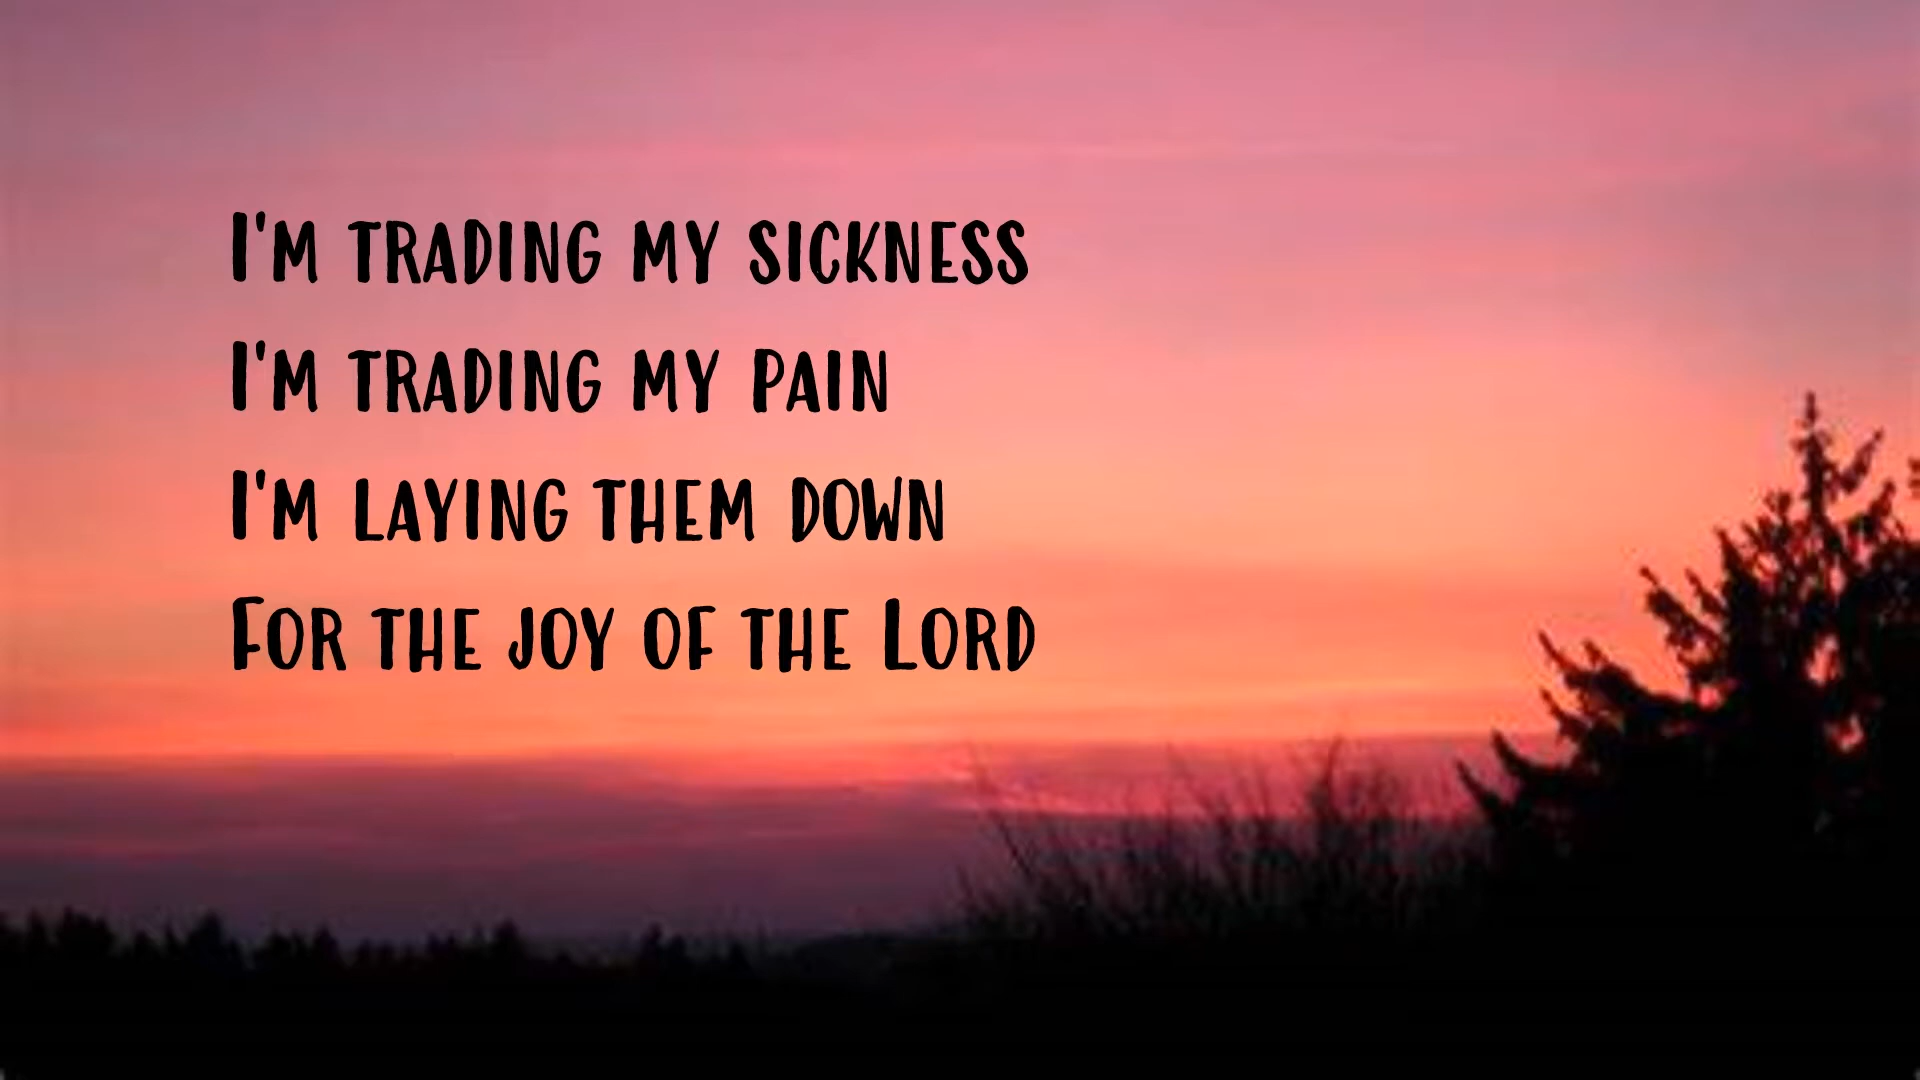 I'm trading my sickness
I'm trading my pain
I'm laying them down
For the joy of the Lord